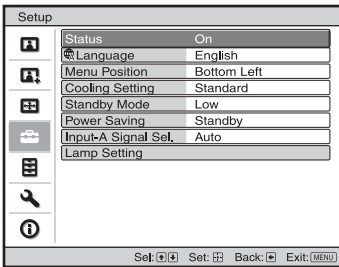 Setup
Status On
Language English
Menu Position Bottom Left
Cooling Setting Standard
Standby Mode Low
Power Saving Standby
Input-A Signal Sel. Auto
Lamp Setting
Sel: Set: Back: Exit: MENU